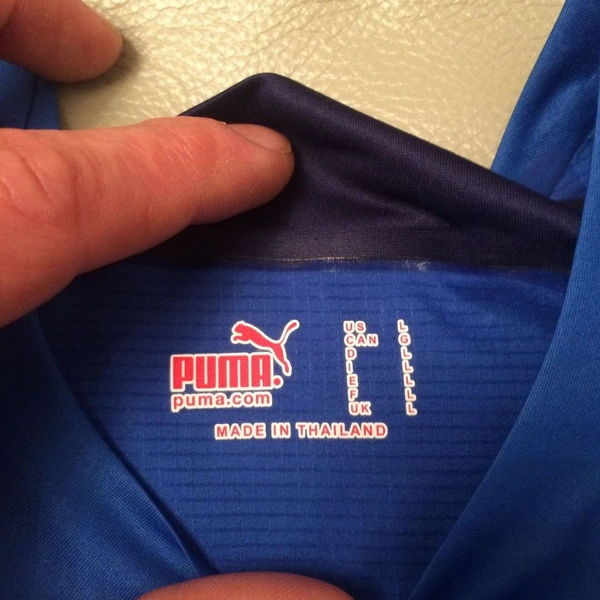 PUMA.
puma.com
US L
CAN G
D L
I L
E L
F L
UK L
MADE IN THAILAND